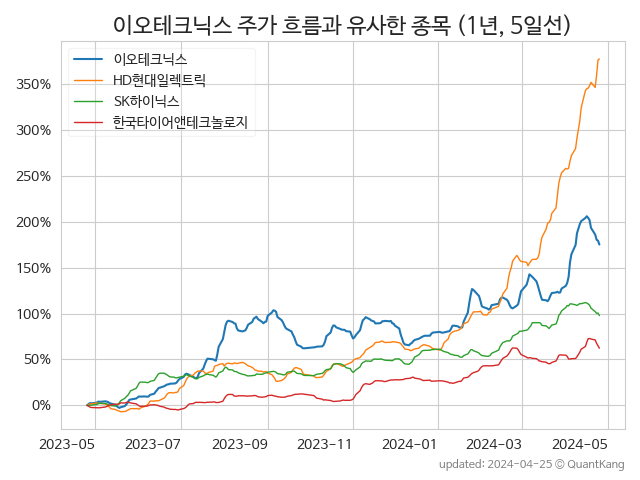 이오테크닉스 주가 흐름과 유사한 종목 (1년, 5일선)
이오테크닉스
HD현대일렉트릭
SK하이닉스
한국타이어앤테크놀로지
350%
300%
250%
200%
150%
100%
50%
0%
2023-05 2023-07 2023-09 2023-11 2024-01 2024-03 2024-05
updated: 2024-04-25 © QuantKang